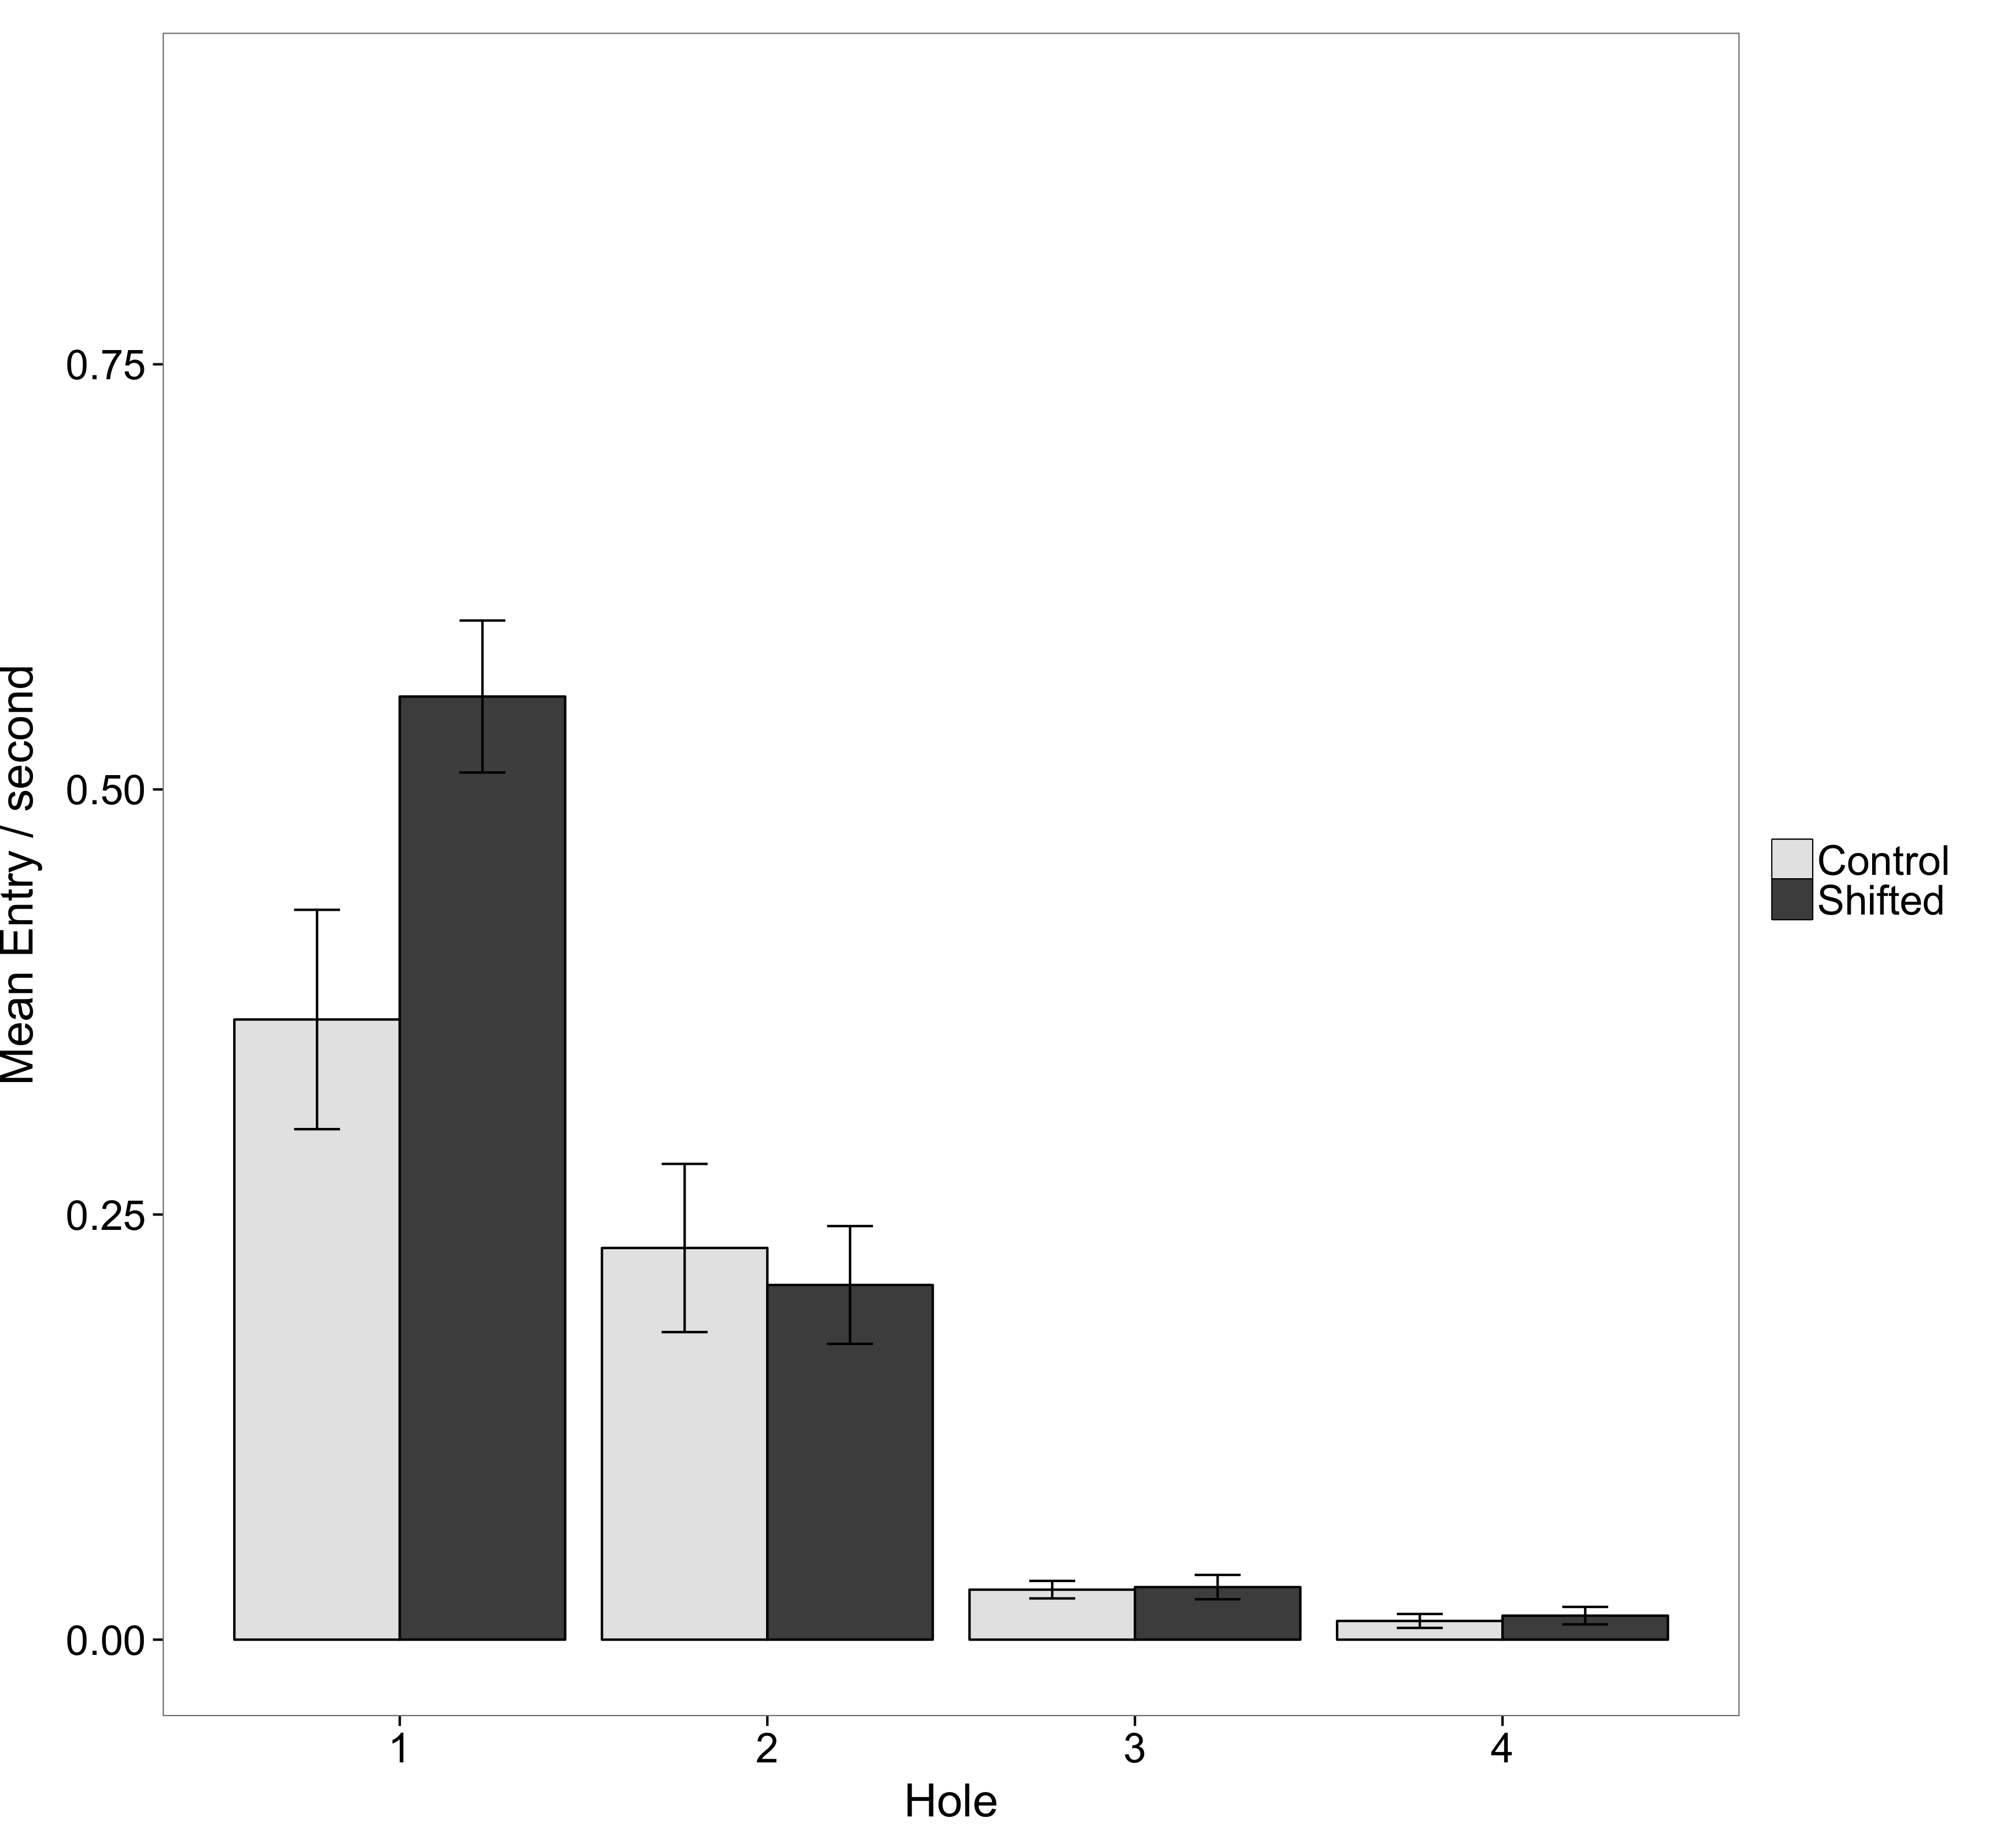 Mean Entry / second
0.75
0.50
0.25
0.00
1
2
3
4
Hole
Control
Shifted